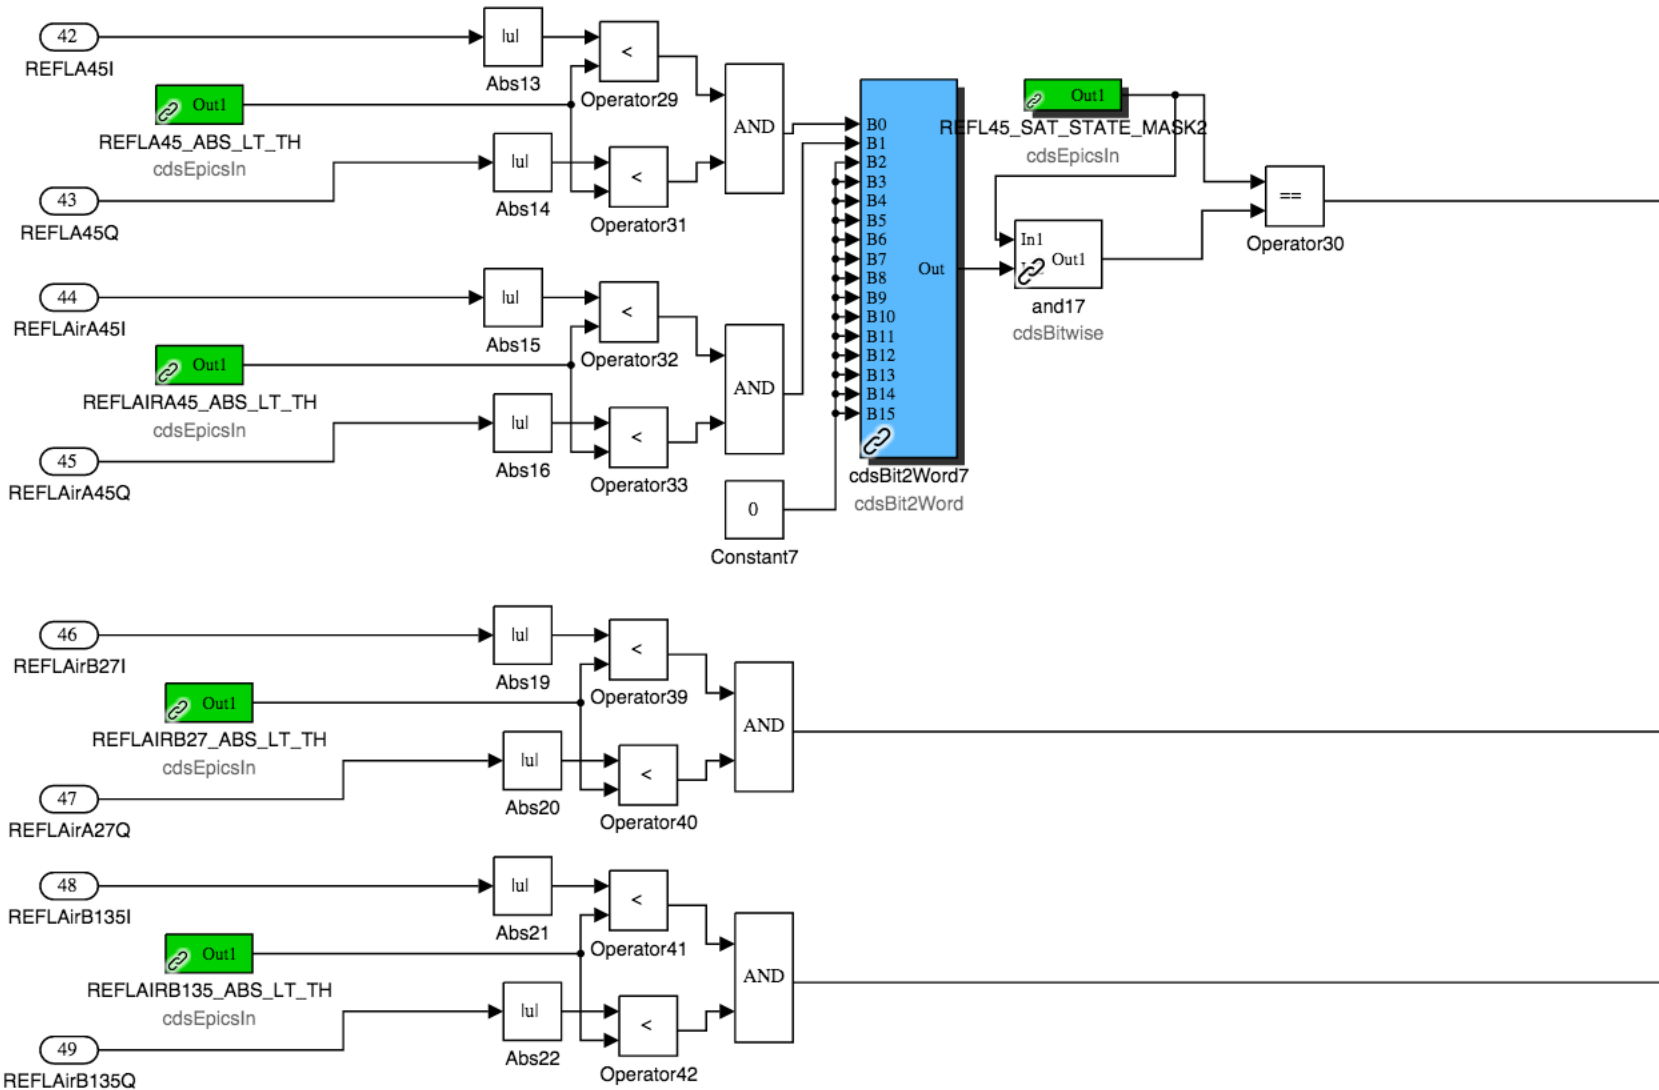 42
REFLA45I
|u|
Abs13
<
Operator29
Out1
REFLA45_ABS_LT_TH
cdsEpicsIn
43
REFLA45Q
|u|
Abs14
<
Operator31
AND
44
REFLAirA45I
|u|
Abs15
<
Operator32
Out1
REFLAIRA45_ABS_LT_TH
cdsEpicsIn
45
REFLAirA45Q
|u|
Abs16
<
Operator33
AND
0
Constant7
B0
B1
B2
B3
B4
B5
B6
B7
B8
B9
B10
B11
B12
B13
B14
B15
Out
cdsBit2Word7
cdsBit2Word
Out1
REFL45_SAT_STATE_MASK2
cdsEpicsIn
In1
Out1
and17
cdsBitwise
==
Operator30
46
REFLAirB27I
|u|
Abs19
<
Operator39
Out1
REFLAIRB27_ABS_LT_TH
cdsEpicsIn
47
REFLAirA27Q
|u|
Abs20
<
Operator40
AND
48
REFLAirB135I
|u|
Abs21
<
Operator41
Out1
REFLAIRB135_ABS_LT_TH
cdsEpicsIn
49
REFLAirB135Q
|u|
Abs22
<
Operator42
AND